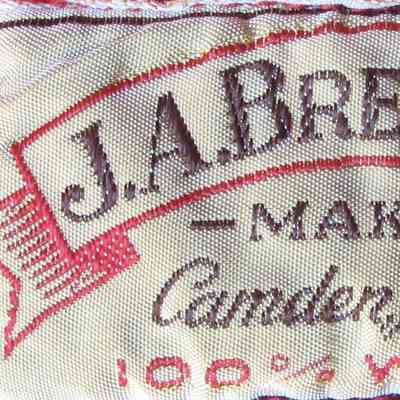 J.A.BRE
-MAK
Camden,
100%